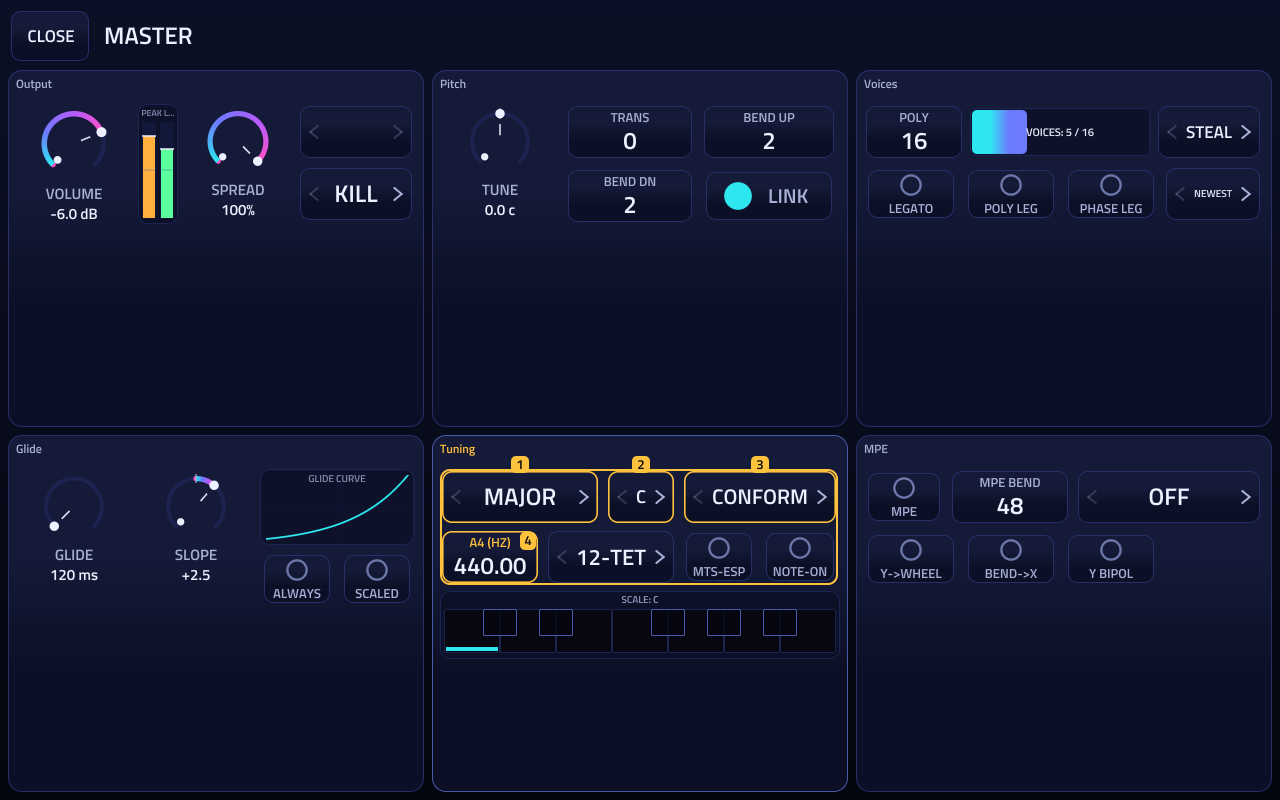 CLOSE
MASTER
Output
PEAK L...
VOLUME
-6.0 dB
SPREAD
100%
KILL
Pitch
TUNE
0.0 c
TRANS
0
BEND UP
2
BEND DN
2
LINK
Voices
POLY
16
VOICES: 5 / 16
STEAL
LEGATO
POLY LEG
PHASE LEG
NEWEST
Glide
GLIDE
120 ms
SLOPE
+2.5
GLIDE CURVE
ALWAYS
SCALED
Tuning
1
2
3
MAJOR
C
CONFORM
A4 (HZ)
4
440.00
12-TET
MTS-ESP
NOTE-ON
SCALE: C
MPE
MPE
MPE BEND
48
OFF
Y->WHEEL
BEND->X
Y BIPOL